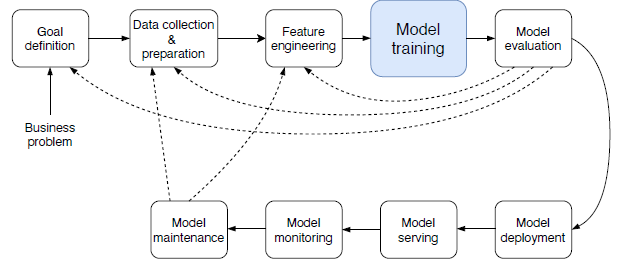 Goal
definition
Data collection
&
preparation
Feature
engineering
Model
training
Model
evaluation
Business
problem
Model
maintenance
Model
monitoring
Model
serving
Model
deployment